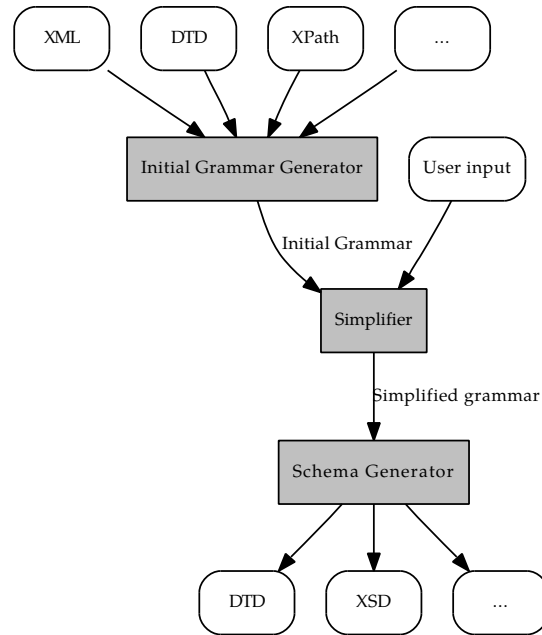 XML
DTD
XPath
...
Initial Grammar Generator
User input
Initial Grammar
Simplifier
Simplified grammar
Schema Generator
DTD
XSD
...